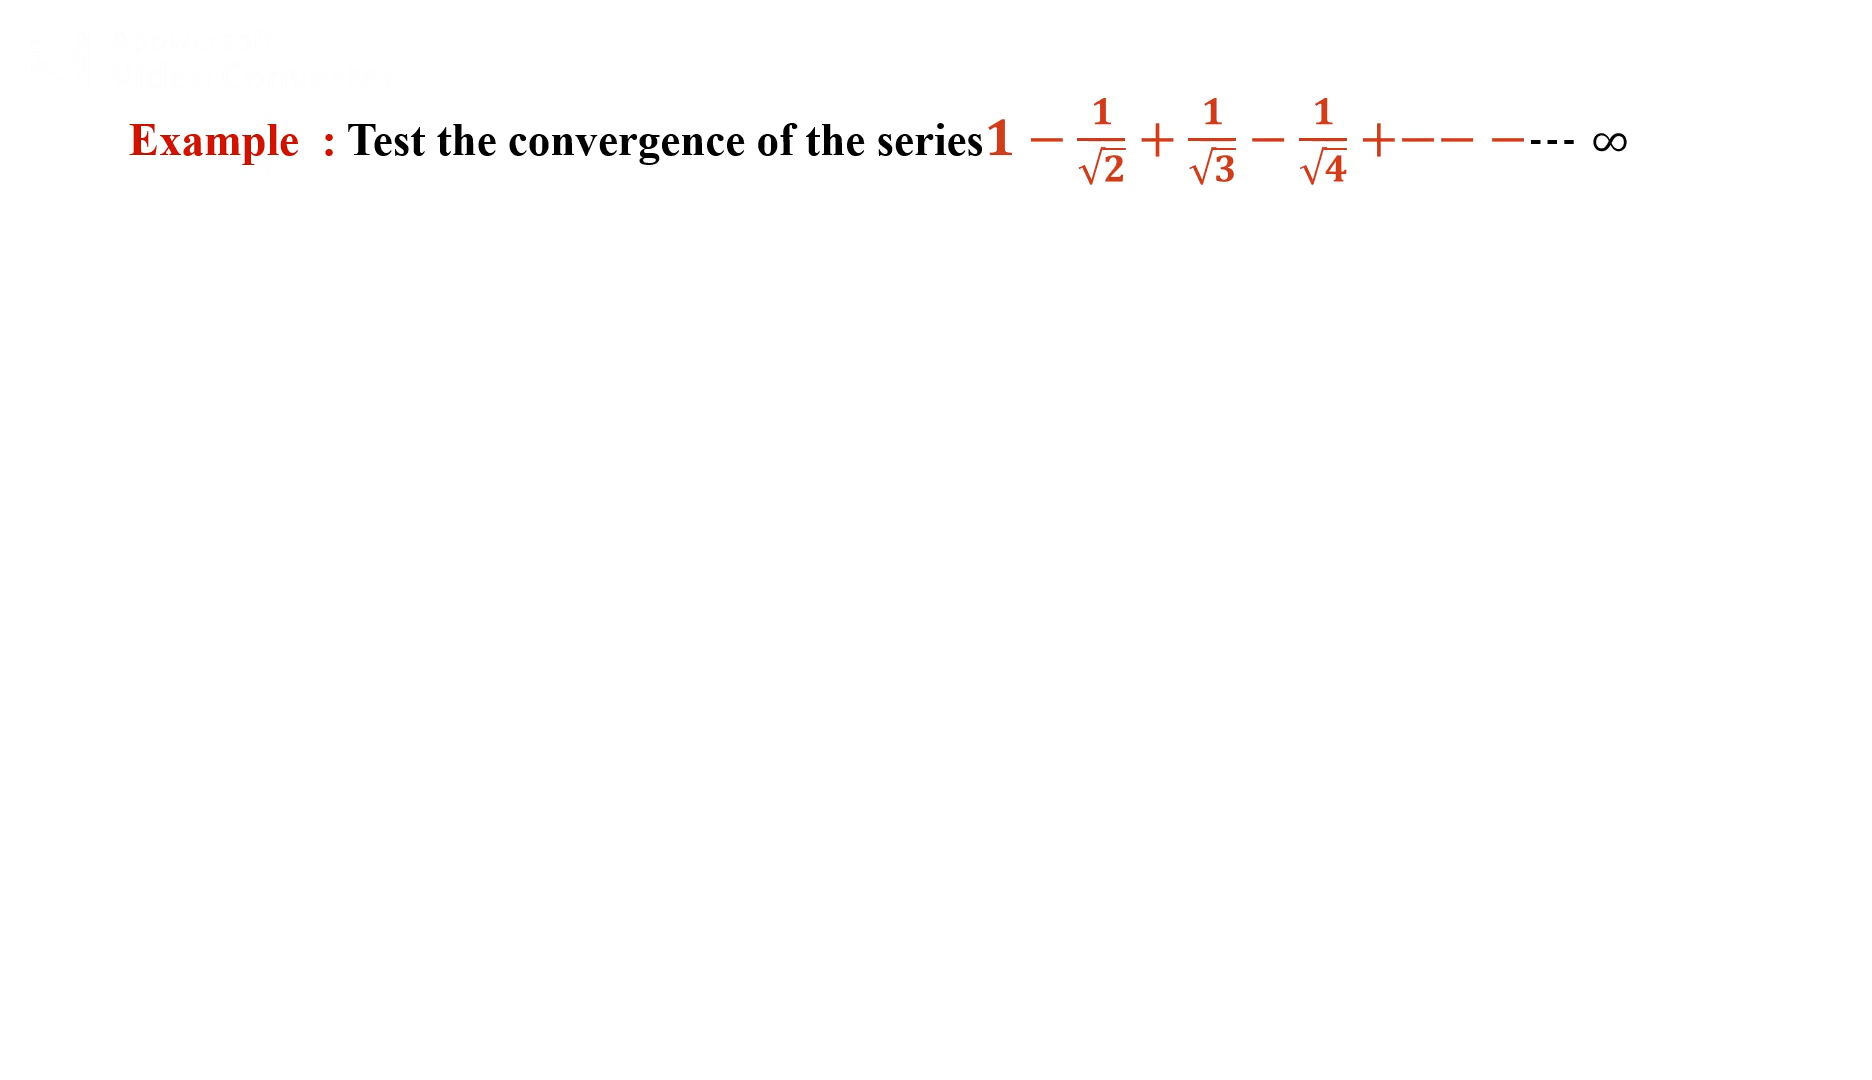 Example : Test the convergence of the series 1 − 1/√2 + 1/√3 − 1/√4 + − − − --- ∞